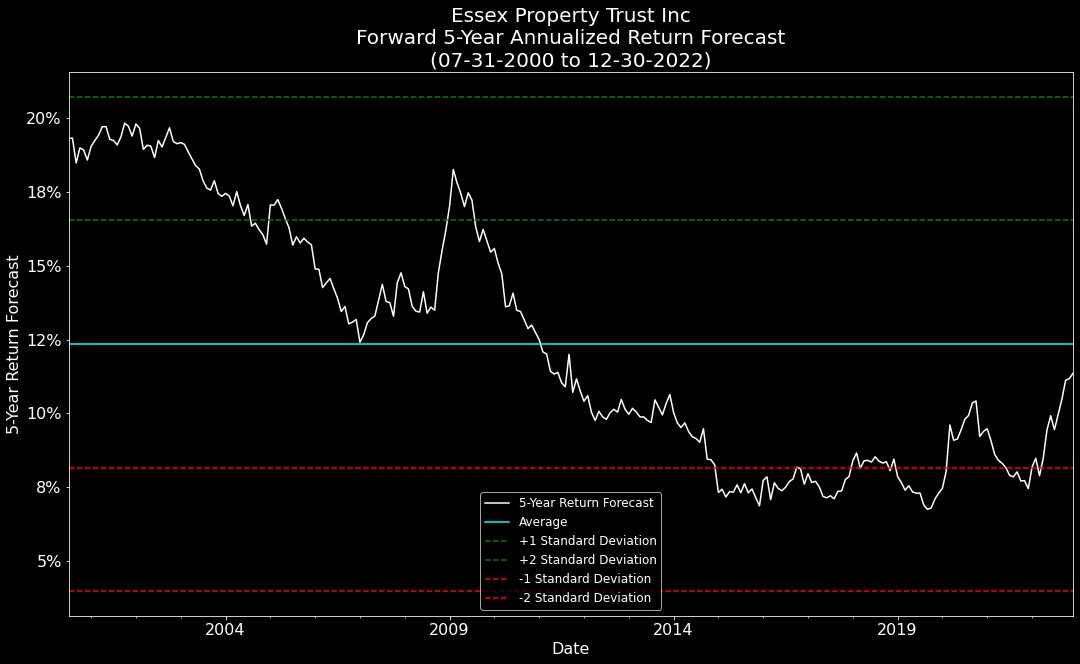 Essex Property Trust Inc
Forward 5-Year Annualized Return Forecast
(07-31-2000 to 12-30-2022)
20%
18%
15%
12%
10%
8%
5%
5-Year Return Forecast
5-Year Return Forecast
Average
+1 Standard Deviation
+2 Standard Deviation
-1 Standard Deviation
-2 Standard Deviation
2004 2009 2014 2019
Date